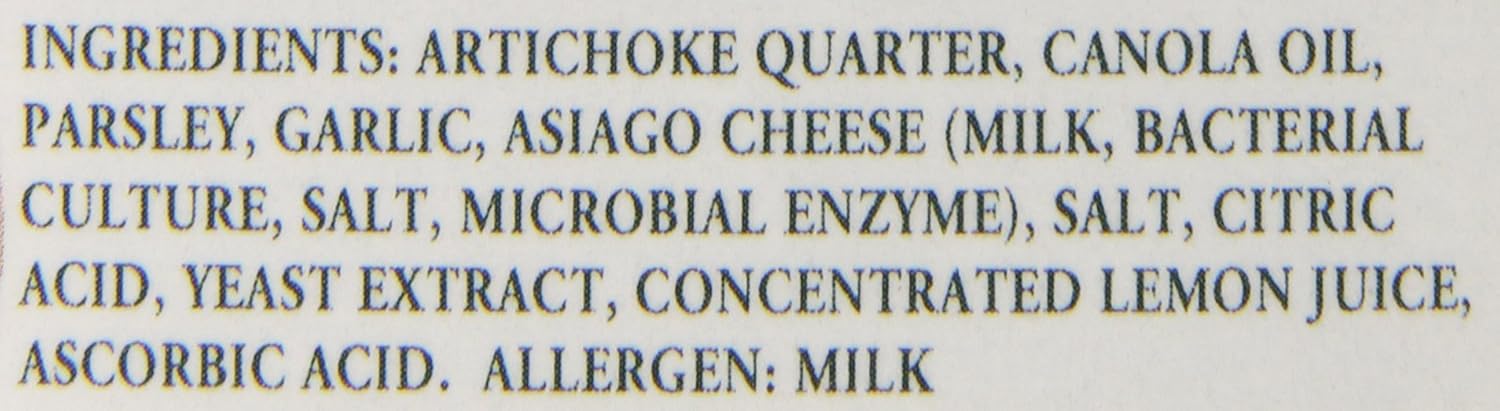 INGREDIENTS: ARTICHOKE QUARTER, CANOLA OIL,
PARSLEY, GARLIC, ASIAGO CHEESE (MILK, BACTERIAL
CULTURE, SALT, MICROBIAL ENZYME), SALT, CITRIC
ACID, YEAST EXTRACT, CONCENTRATED LEMON JUICE,
ASCORBIC ACID. ALLERGEN: MILK